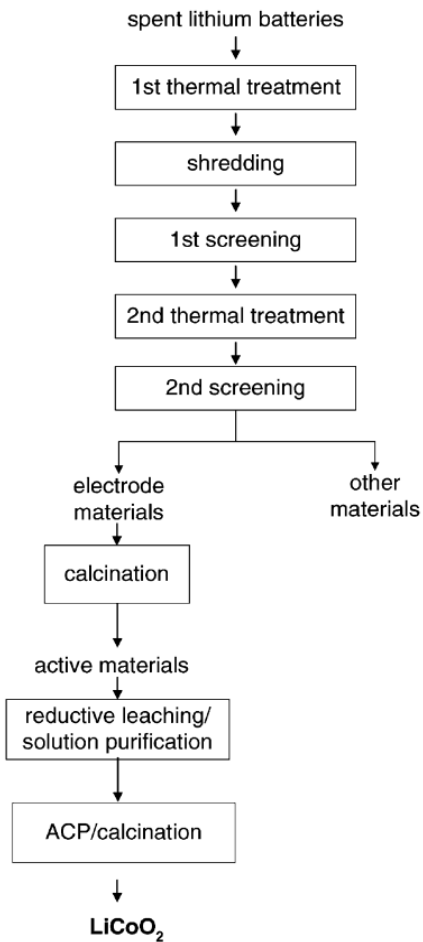 spent lithium batteries
1st thermal treatment
shredding
1st screening
2nd thermal treatment
2nd screening
electrode
materials
other
materials
calcination
active materials
reductive leaching/
solution purification
ACP/calcination
LiCoO₂